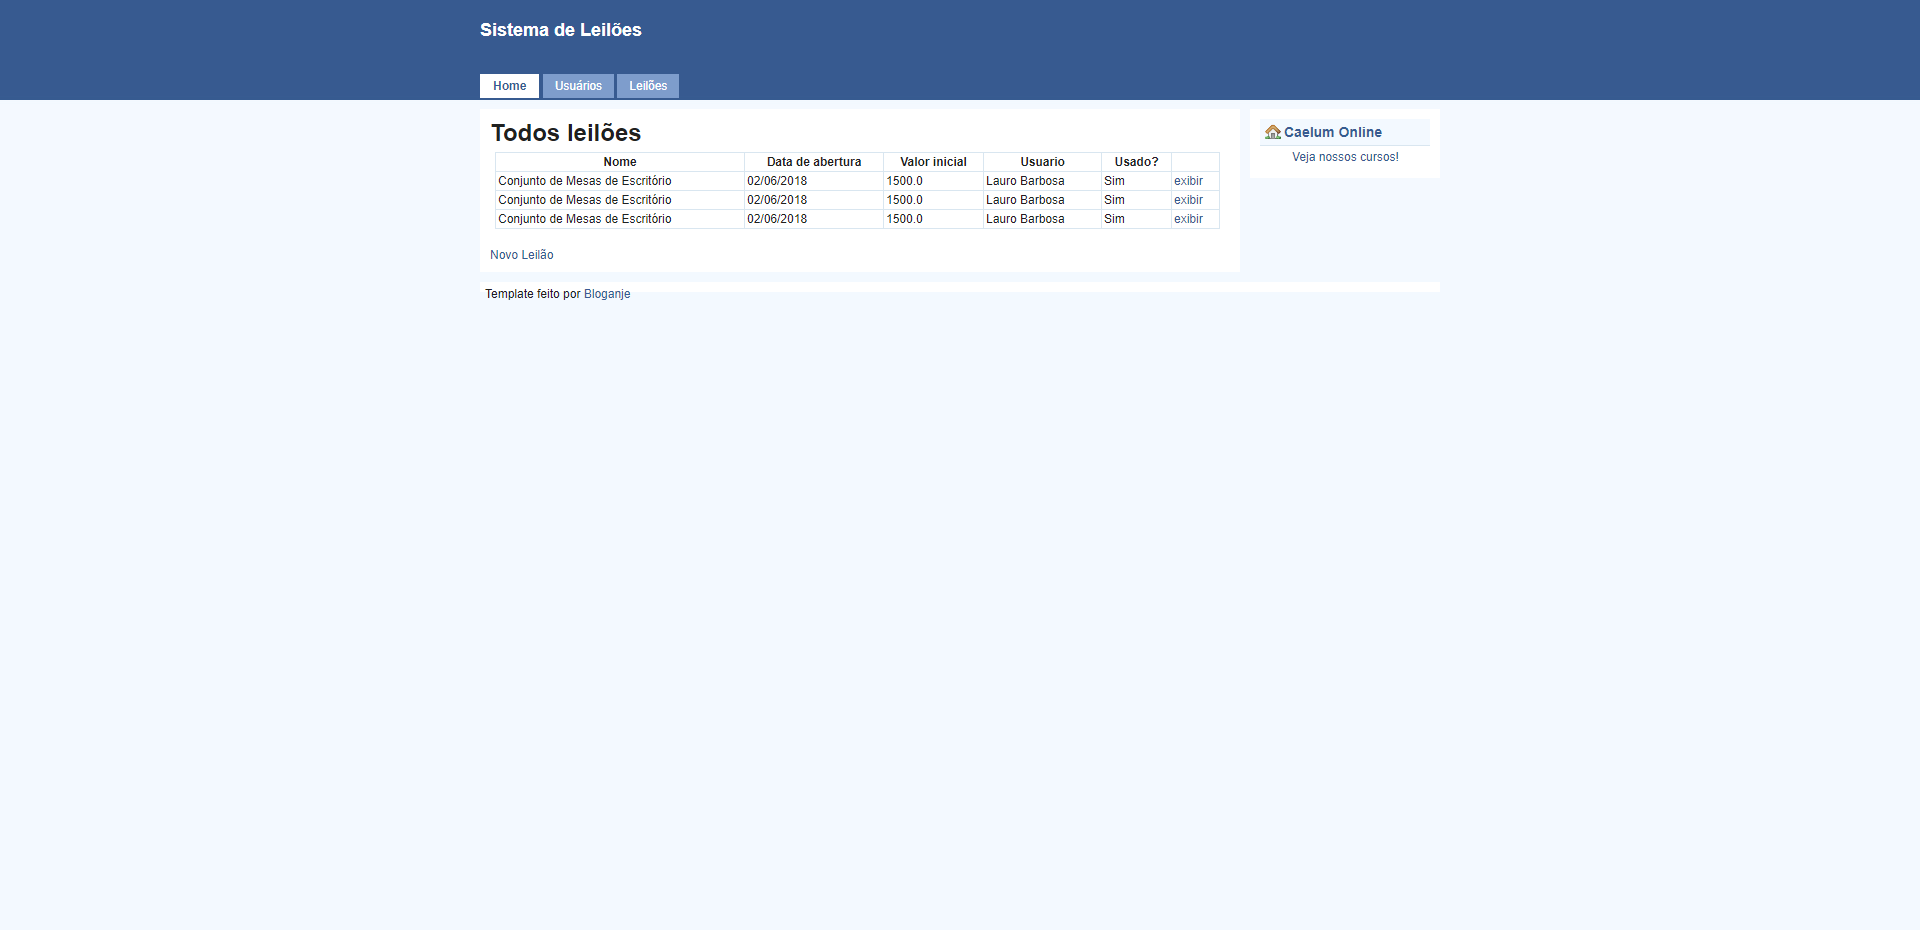 Sistema de Leilões
Home Usuários Leilões
Todos leilões
Nome Data de abertura Valor inicial Usuario Usado?
Conjunto de Mesas de Escritório 02/06/2018 1500.0 Lauro Barbosa Sim exibir
Conjunto de Mesas de Escritório 02/06/2018 1500.0 Lauro Barbosa Sim exibir
Conjunto de Mesas de Escritório 02/06/2018 1500.0 Lauro Barbosa Sim exibir
Novo Leilão
Caelum Online
Veja nossos cursos!
Template feito por Bloganje